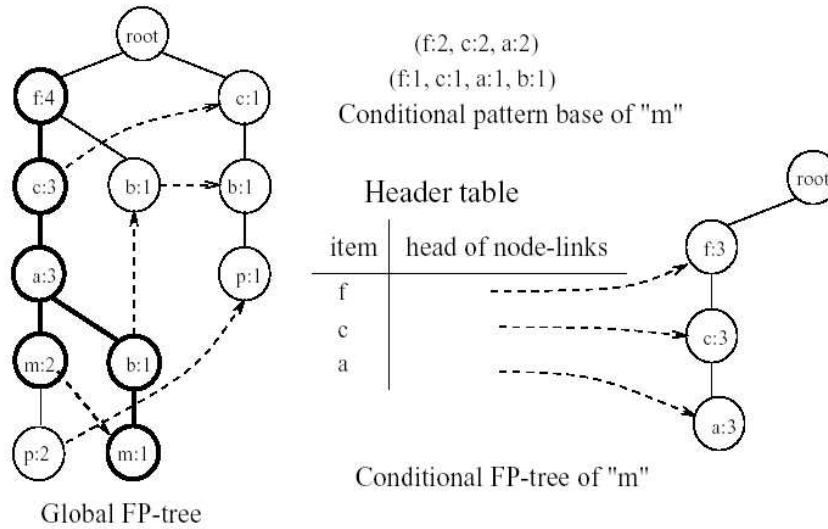 root
f:4
c:1
c:3
b:1
b:1
a:3
p:1
m:2
b:1
p:2
m:1
Global FP-tree
(f:2, c:2, a:2)
(f:1, c:1, a:1, b:1)
Conditional pattern base of "m"
Header table
item head of node-links
f
c
a
root
f:3
c:3
a:3
Conditional FP-tree of "m"